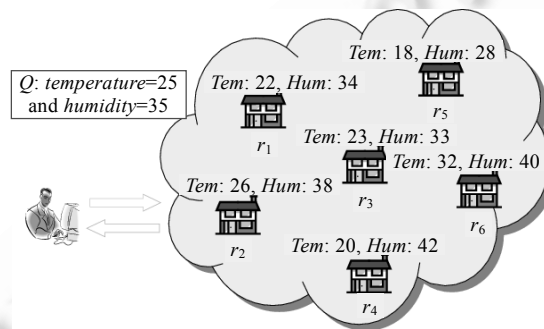 Q: temperature=25
and humidity=35
Tem: 18, Hum: 28
r5
Tem: 22, Hum: 34
r1
Tem: 23, Hum: 33
r3
Tem: 32, Hum: 40
r6
Tem: 26, Hum: 38
r2
Tem: 20, Hum: 42
r4